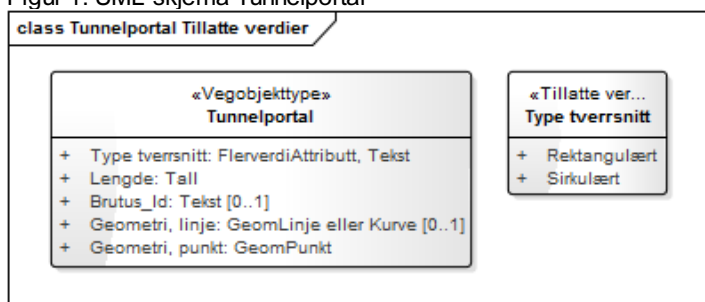 Figur 1: UML-skjema Tunnelportal
class Tunnelportal Tillatte verdier
«Vegobjekttype»
Tunnelportal
+ Type tverrsnitt: FlerverdiAttributt, Tekst
+ Lengde: Tall
+ Brutus_Id: Tekst [0..1]
+ Geometri, linje: GeomLinje eller Kurve [0..1]
+ Geometri, punkt: GeomPunkt
«Tillatte ver...
Type tverrsnitt
+ Rektangulært
+ Sirkulært